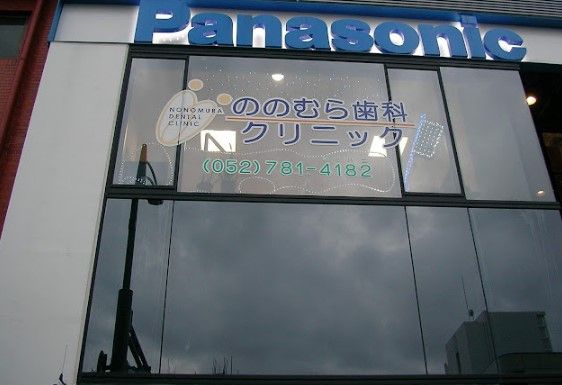 Panasonic
NONOMURA
DENTAL
CLINIC
ののむら歯科
クリニック
(052)781-4182